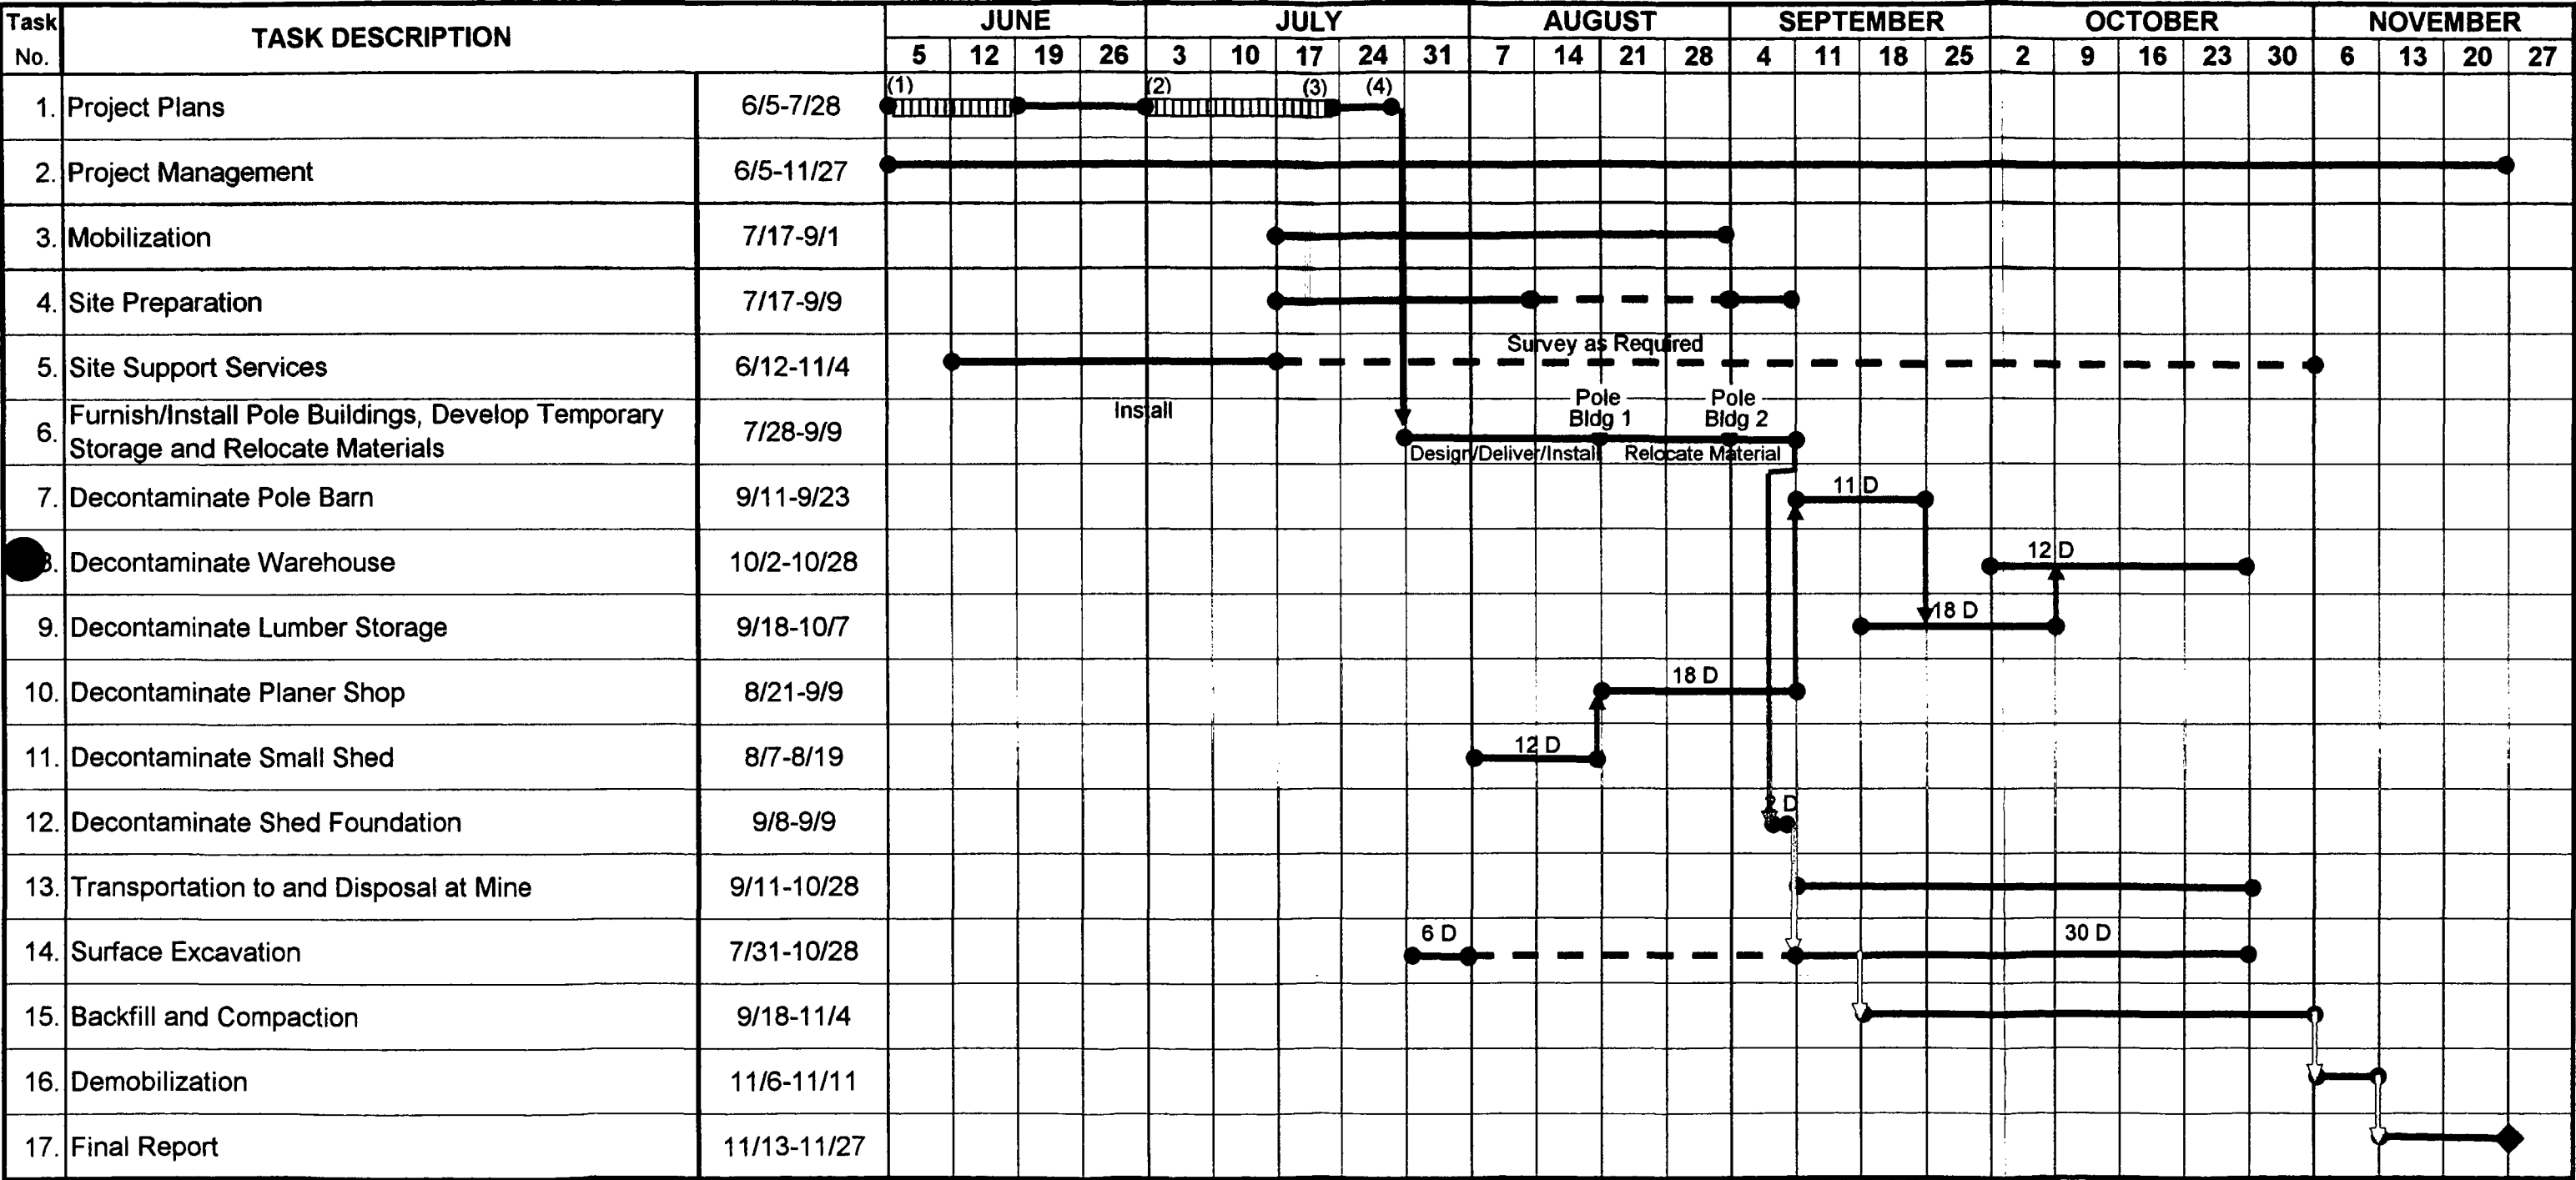 Task No. TASK DESCRIPTION JUNE JULY AUGUST SEPTEMBER OCTOBER NOVEMBER
5 12 19 26 3 10 17 24 31 7 14 21 28 4 11 18 25 2 9 16 23 30 6 13 20 27
(1) (2) (3) (4)
1. Project Plans 6/5-7/28
2. Project Management 6/5-11/27
3. Mobilization 7/17-9/1
4. Site Preparation 7/17-9/9
Survey as Required
5. Site Support Services 6/12-11/4
Install
Pole Bldg 1
Pole Bldg 2
6. Furnish/Install Pole Buildings, Develop Temporary
Storage and Relocate Materials 7/28-9/9
Design/Deliver/Install Relocate Material
7. Decontaminate Pole Barn 9/11-9/23 11 D
8. Decontaminate Warehouse 10/2-10/28 12 D
9. Decontaminate Lumber Storage 9/18-10/7 18 D
10. Decontaminate Planer Shop 8/21-9/9 18 D
11. Decontaminate Small Shed 8/7-8/19 12 D
12. Decontaminate Shed Foundation 9/8-9/9 D
13. Transportation to and Disposal at Mine 9/11-10/28
14. Surface Excavation 7/31-10/28 6 D 30 D
15. Backfill and Compaction 9/18-11/4
16. Demobilization 11/6-11/11
17. Final Report 11/13-11/27